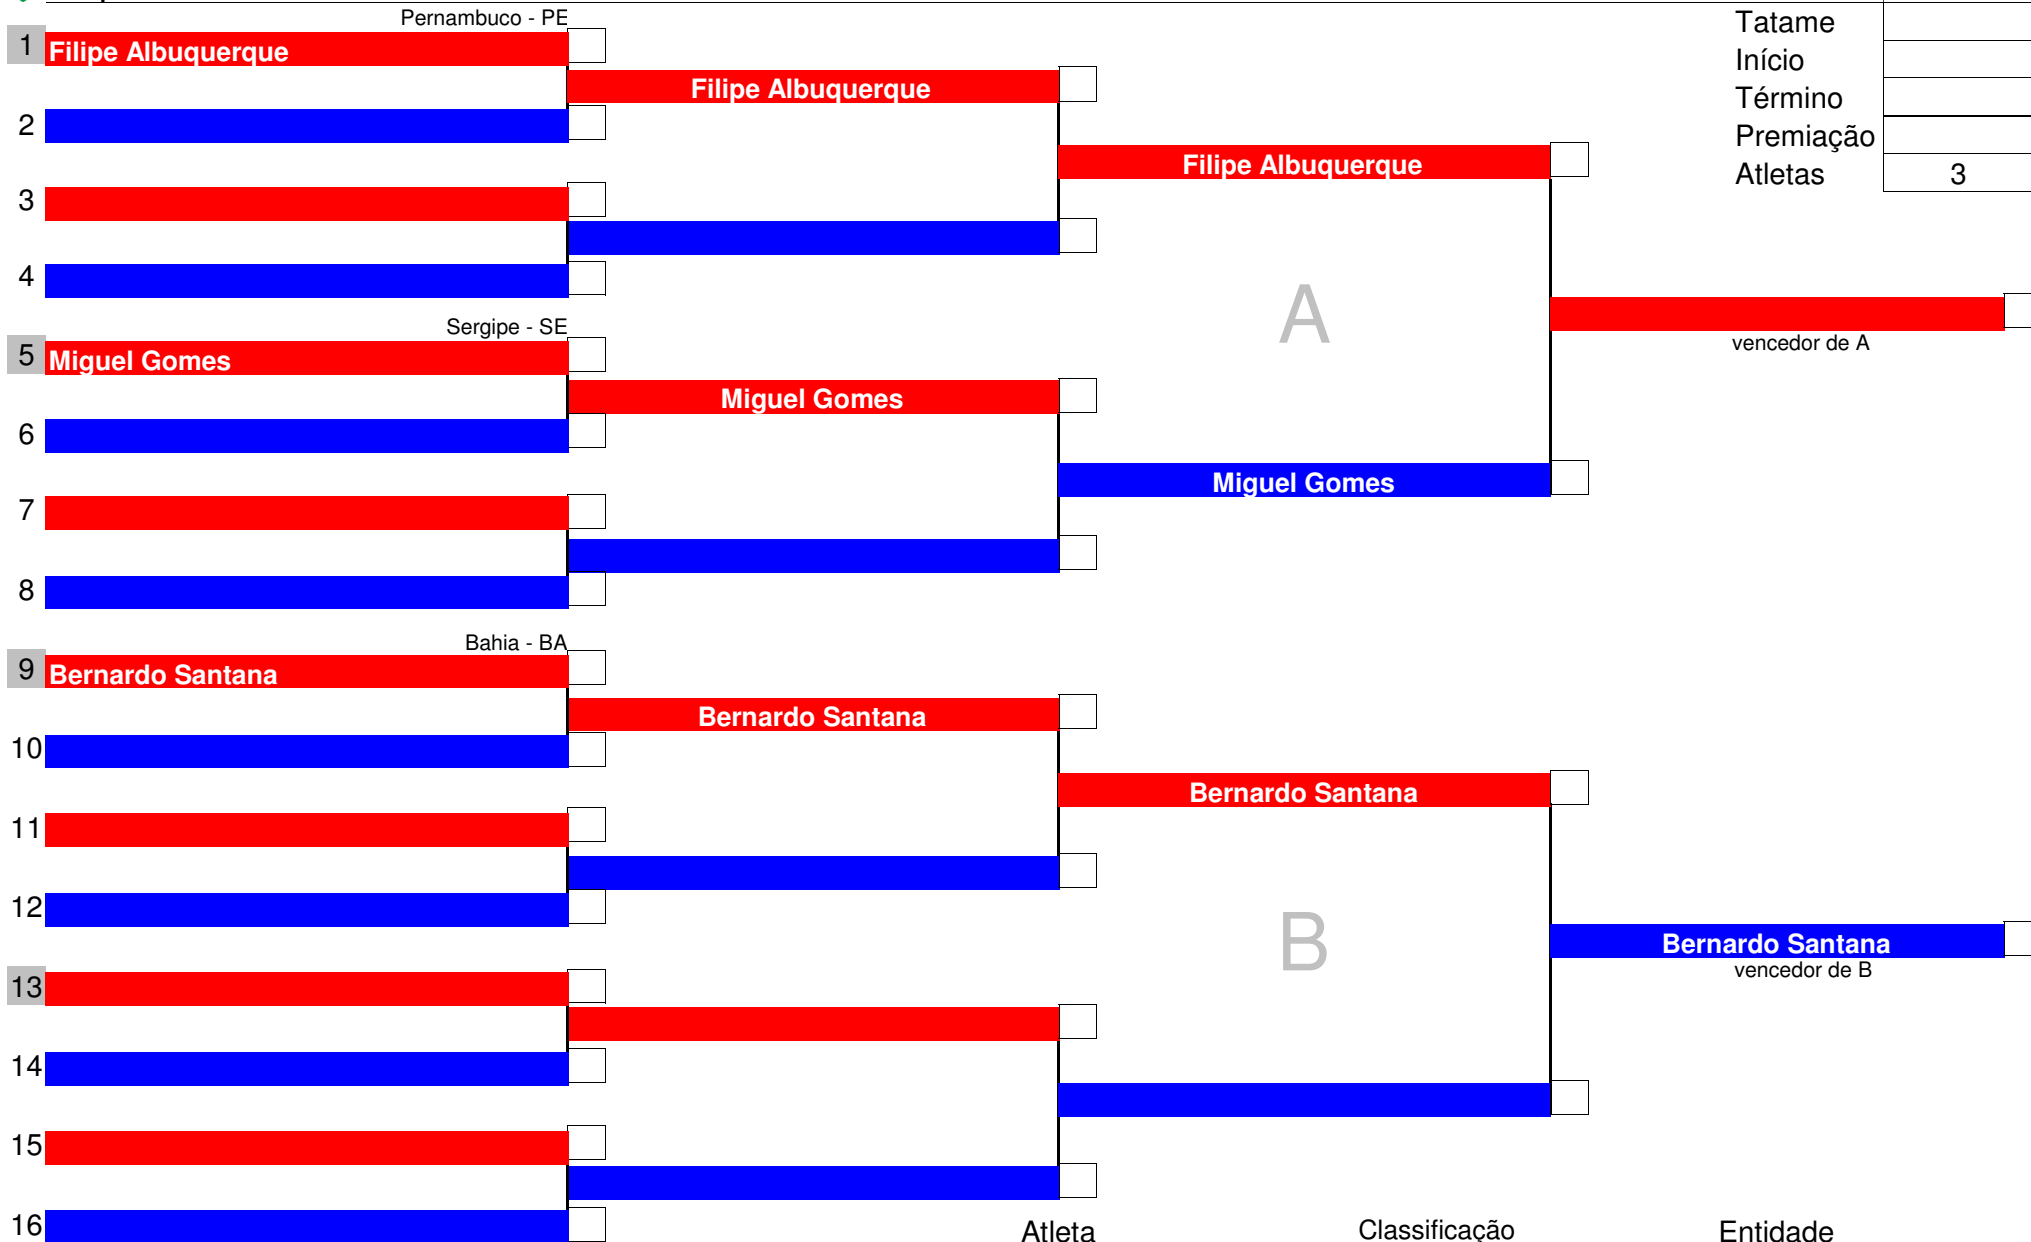 Pernambuco - PE
1 Filipe Albuquerque
Filipe Albuquerque
2
Filipe Albuquerque
3
4
A
Sergipe - SE
5 Miguel Gomes
vencedor de A
Miguel Gomes
6
Miguel Gomes
7
8
Bahia - BA
9 Bernardo Santana
Bernardo Santana
10
Bernardo Santana
11
12
B
Bernardo Santana
vencedor de B
13
14
15
16
Tatame
Início
Término
Premiação
Atletas 3
Atleta Classificação Entidade